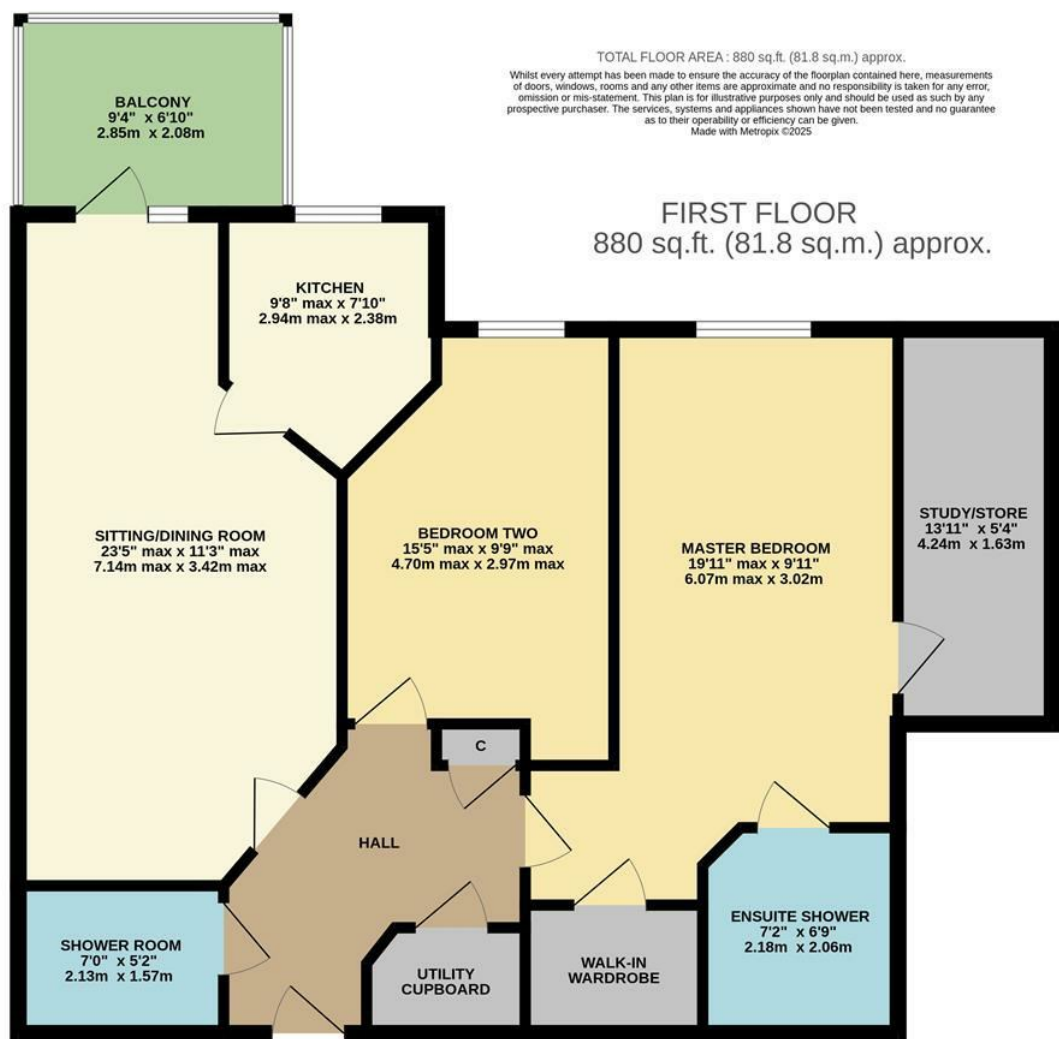 TOTAL FLOOR AREA : 880 sq.ft. (81.8 sq.m.) approx.
Whilst every attempt has been made to ensure the accuracy of the floorplan contained here, measurements
of doors, windows, rooms and any other items are approximate and no responsibility is taken for any error,
omission or mis-statement. This plan is for illustrative purposes only and should be used as such by any
prospective purchaser. The services, systems and appliances shown have not been tested and no guarantee
as to their operability or efficiency can be given.
Made with Metropix ©2025
BALCONY
9'4" x 6'10"
2.85m x 2.08m
FIRST FLOOR
880 sq.ft. (81.8 sq.m.) approx.
KITCHEN
9'8" max x 7'10"
2.94m max x 2.38m
SITTING/DINING ROOM
23'5" max x 11'3" max
7.14m max x 3.42m max
BEDROOM TWO
15'5" max x 9'9" max
4.70m max x 2.97m max
MASTER BEDROOM
19'11" max x 9'11"
6.07m max x 3.02m
STUDY/STORE
13'11" x 5'4"
4.24m x 1.63m
C
HALL
SHOWER ROOM
7'0" x 5'2"
2.13m x 1.57m
UTILITY
CUPBOARD
WALK-IN
WARDROBE
ENSUITE SHOWER
7'2" x 6'9"
2.18m x 2.06m